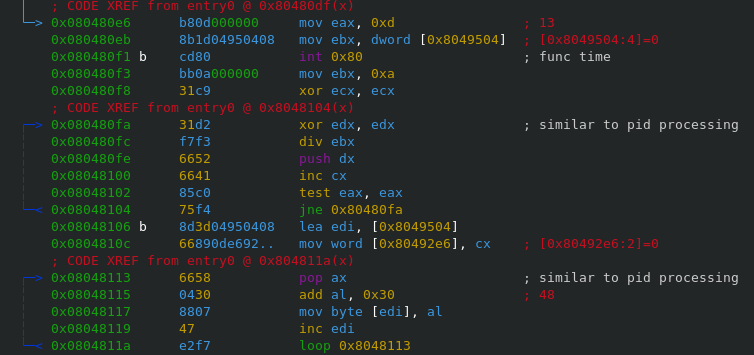 ; CODE XREF from entry0 @ 0x80480df(x)
0x080480e6 b80d000000 mov eax, 0xd ; 13
0x080480eb 8b1d04950408 mov ebx, dword [0x8049504] ; [0x8049504:4]=0
0x080480f1 b cd80 int 0x80 ; func time
0x080480f3 bb0a000000 mov ebx, 0xa
0x080480f8 31c9 xor ecx, ecx
; CODE XREF from entry0 @ 0x8048104(x)
0x080480fa 31d2 xor edx, edx ; similar to pid processing
0x080480fc f7f3 div ebx
0x080480fe 6652 push dx
0x08048100 6641 inc cx
0x08048102 85c0 test eax, eax
0x08048104 75f4 jne 0x80480fa
0x08048106 b 8d3d04950408 lea edi, [0x8049504]
0x0804810c 66890de692.. mov word [0x80492e6], cx ; [0x80492e6:2]=0
; CODE XREF from entry0 @ 0x804811a(x)
0x08048113 6658 pop ax ; similar to pid processing
0x08048115 0430 add al, 0x30 ; 48
0x08048117 8807 mov byte [edi], al
0x08048119 47 inc edi
0x0804811a e2f7 loop 0x8048113